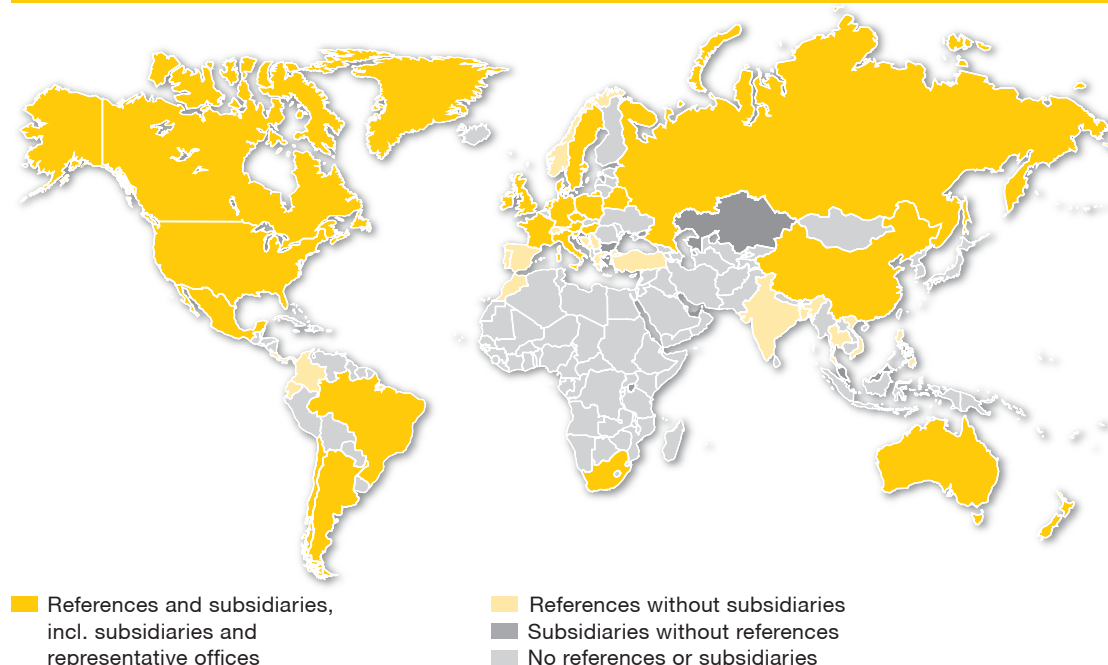 References and subsidiaries,
incl. subsidiaries and
representative offices
References without subsidiaries
Subsidiaries without references
No references or subsidiaries